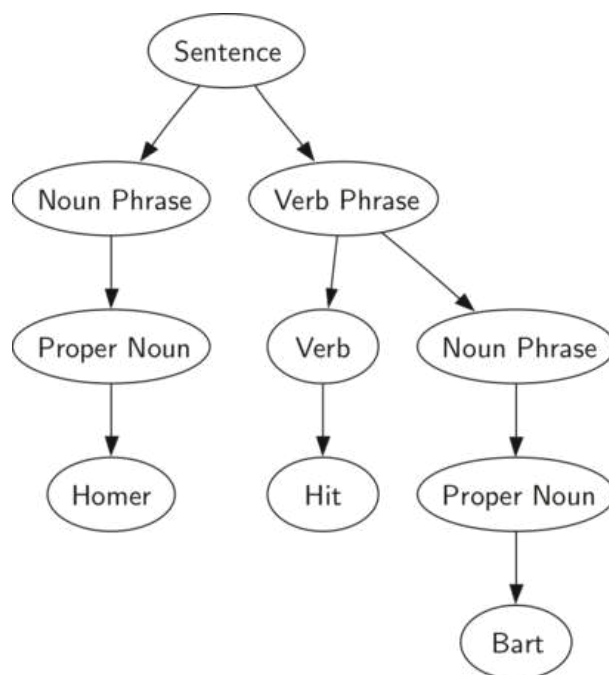 Sentence
Noun Phrase
Verb Phrase
Proper Noun
Verb
Noun Phrase
Homer
Hit
Proper Noun
Bart